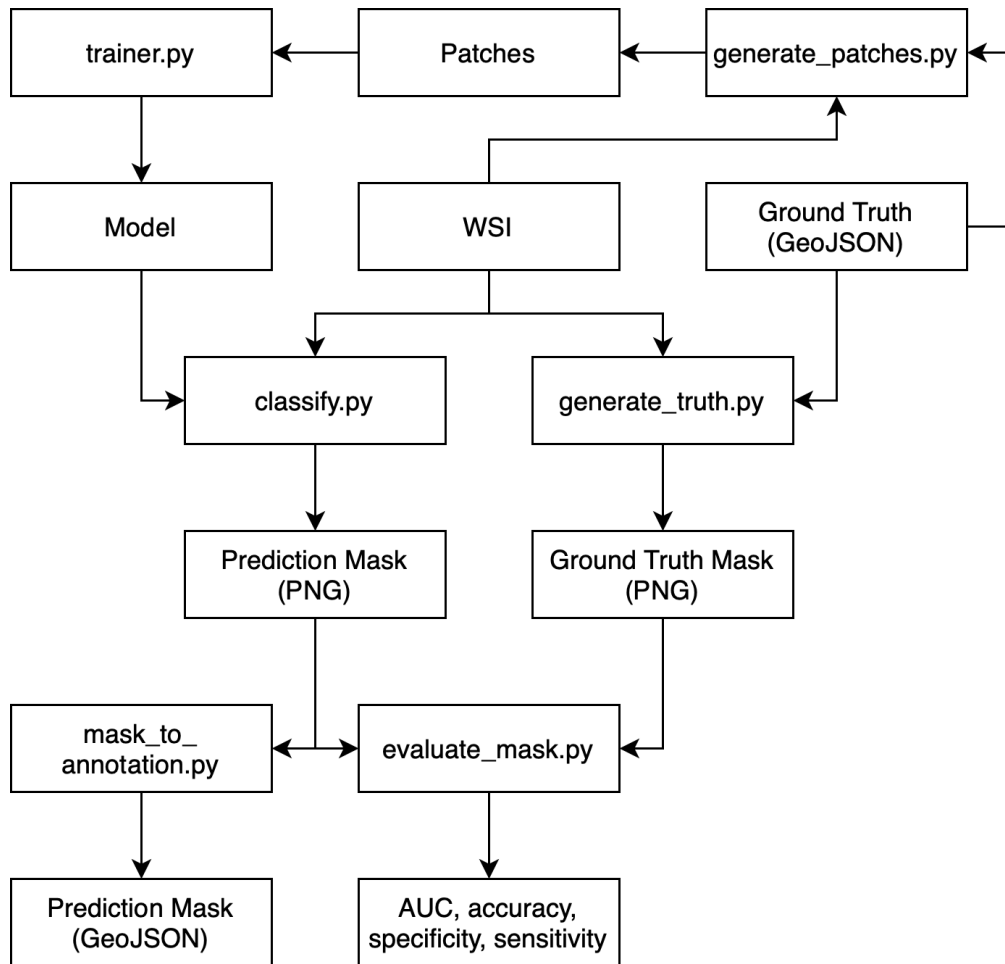 trainer.py
Patches
generate_patches.py
Model
WSI
Ground Truth
(GeoJSON)
classify.py
generate_truth.py
Prediction Mask
(PNG)
Ground Truth Mask
(PNG)
mask_to_
annotation.py
evaluate_mask.py
Prediction Mask
(GeoJSON)
AUC, accuracy,
specificity, sensitivity